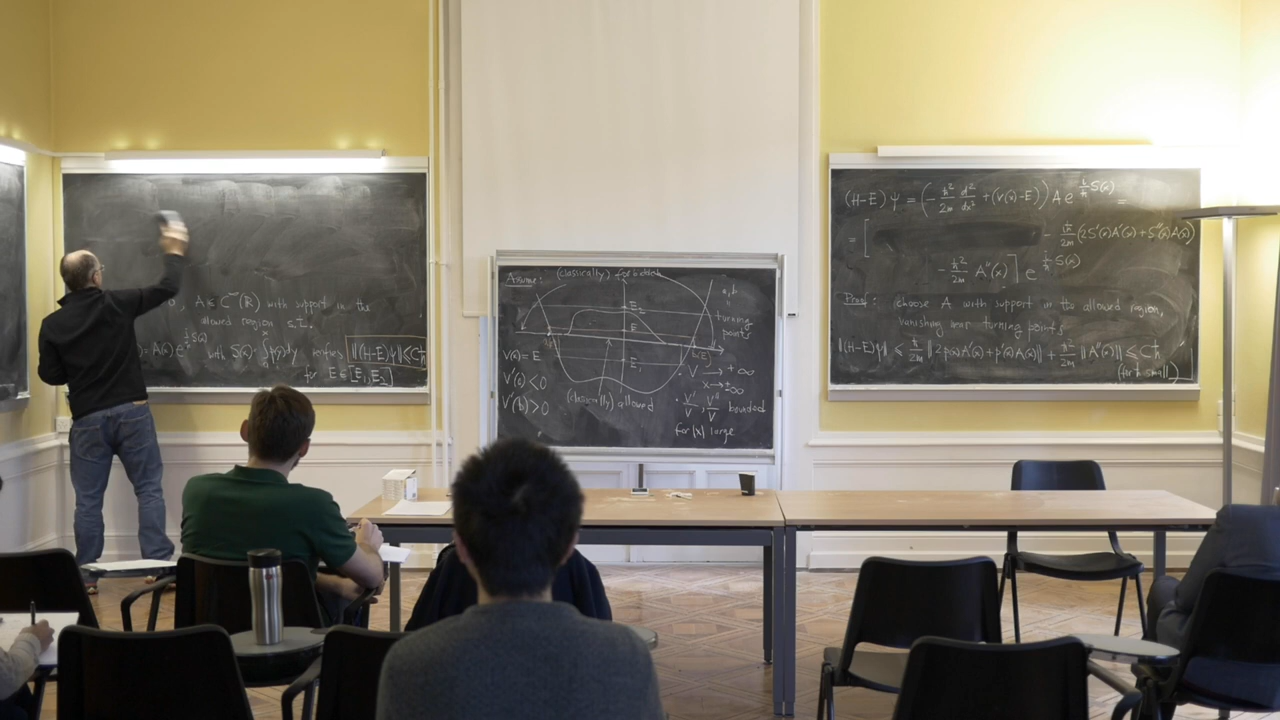 , A ∈ C^∞(ℝ) with support in the
allowed region s.t.
= A(x) e^{i/ħ S(x)} with S(x) = ∫p(y)dy verifies ‖(H-E)ψ‖ ≤ Cħ
for E ∈ [E₁, E₂]
Assume: (classically) forbidden
a, b
turning
points
E₂
E
E₁
V(a) = E
V'(a) < 0
V'(b) > 0
(classically) allowed
V → +∞
x → ±∞
V'/V, V''/V bounded
for |x| large
(H-E) ψ = (-ħ²/2m d²/dx² + (V(x)-E)) A e^{i/ħ S(x)} =
= [ - iħ/2m (2S'(x)A'(x) + S''(x)A(x))
- ħ²/2m A''(x) ] e^{i/ħ S(x)}
Proof: choose A with support in the allowed region,
vanishing near turning points
‖(H-E)ψ‖ ≤ ħ/2m ‖2p(x)A'(x) + p'(x)A(x)‖ + ħ²/2m ‖A''(x)‖ ≤ Cħ
(for ħ small)